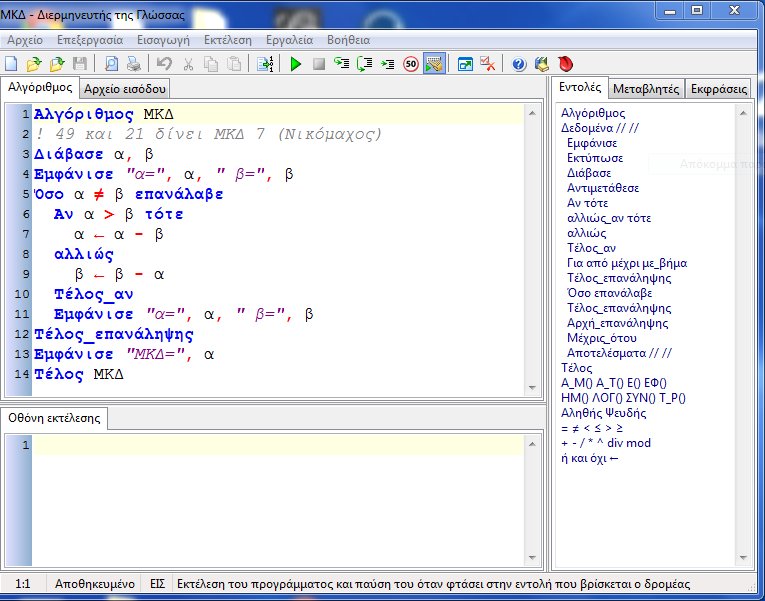 ΜΚΔ - Διερμηνευτής της Γλώσσας
Αρχείο Επεξεργασία Εισαγωγή Εκτέλεση Εργαλεία Βοήθεια
50
Αλγόριθμος Αρχείο εισόδου
1 Αλγόριθμος ΜΚΔ
2 ! 49 και 21 δίνει ΜΚΔ 7 (Νικόμαχος)
3 Διάβασε α, β
4 Εμφάνισε "α=", α, " β=", β
5 Όσο α ≠ β επανάλαβε
6 Αν α > β τότε
7 α ← α - β
8 αλλιώς
9 β ← β - α
10 Τέλος_αν
11 Εμφάνισε "α=", α, " β=", β
12 Τέλος_επανάληψης
13 Εμφάνισε "ΜΚΔ=", α
14 Τέλος ΜΚΔ
Οθόνη εκτέλεσης
1
Εντολές Μεταβλητές Εκφράσεις
Αλγόριθμος
Δεδομένα // //
Εμφάνισε
Εκτύπωσε
Διάβασε
Αντιμετάθεσε
Αν τότε
αλλιώς_αν τότε
αλλιώς
Τέλος_αν
Για από μέχρι με_βήμα
Τέλος_επανάληψης
Όσο επανάλαβε
Τέλος_επανάληψης
Αρχή_επανάληψης
Μέχρις_ότου
Αποτελέσματα // //
Τέλος
Α_Μ() Α_Τ() Ε() ΕΦ()
ΗΜ() ΛΟΓ() ΣΥΝ() Τ_Ρ()
Αληθής Ψευδής
= ≠ < ≤ > ≥
+ - / * ^ div mod
ή και όχι ←
Απόκομμα
1:1 Αποθηκευμένο ΕΙΣ Εκτέλεση του προγράμματος και παύση του όταν φτάσει στην εντολή που βρίσκεται ο δρομέας